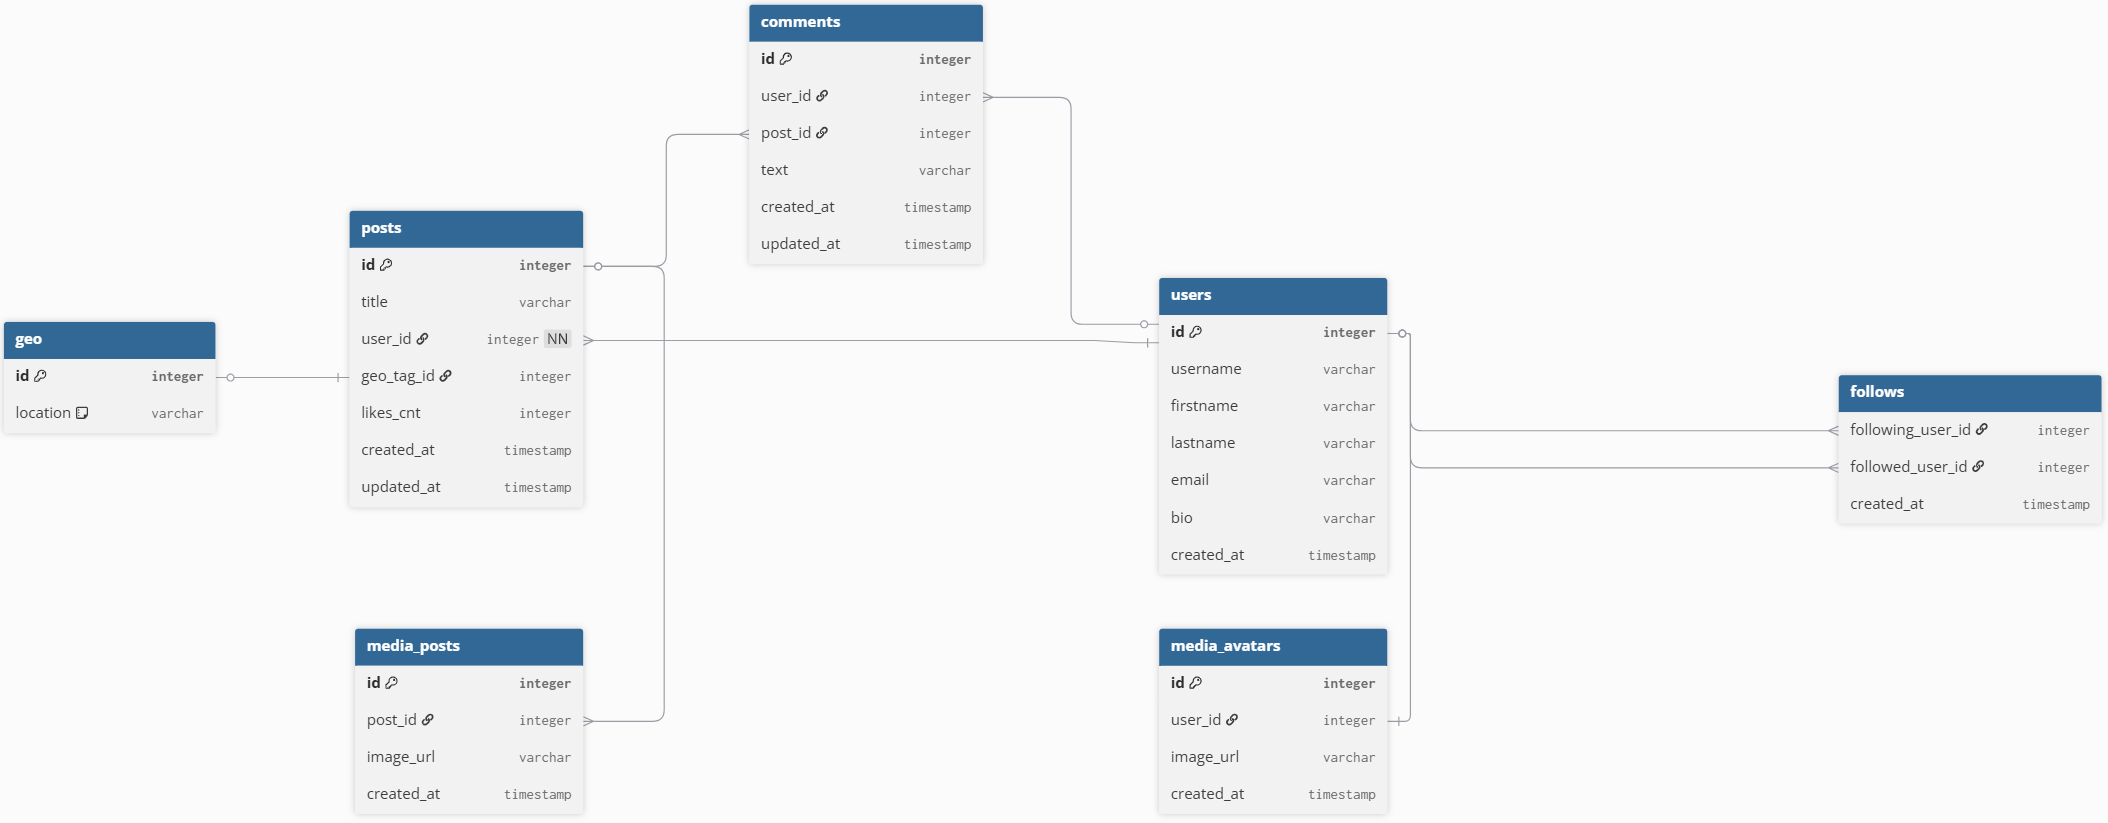 comments
id integer
user_id integer
post_id integer
text varchar
created_at timestamp
updated_at timestamp
posts
id integer
title varchar
user_id integer NN
geo_tag_id integer
likes_cnt integer
created_at timestamp
updated_at timestamp
geo
id integer
location varchar
users
id integer
username varchar
firstname varchar
lastname varchar
email varchar
bio varchar
created_at timestamp
follows
following_user_id integer
followed_user_id integer
created_at timestamp
media_posts
id integer
post_id integer
image_url varchar
created_at timestamp
media_avatars
id integer
user_id integer
image_url varchar
created_at timestamp